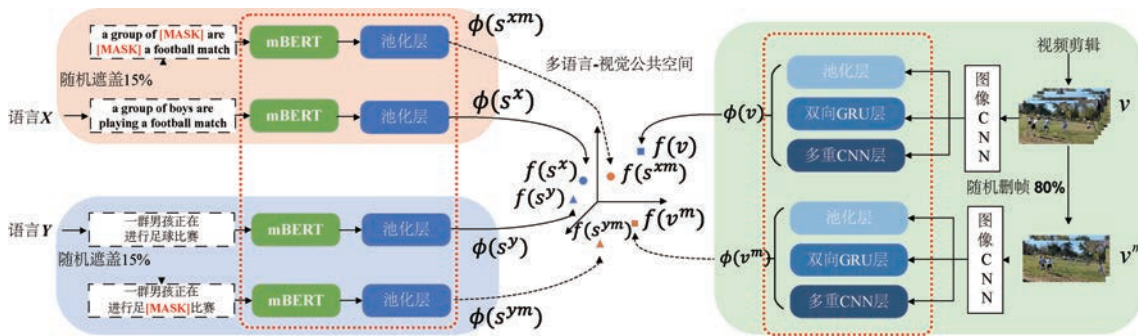 a group of [MASK] are
[MASK] a football match
mBERT
池化层
ϕ(s^{xm})
随机遮盖15%
语言X
a group of boys are
playing a football match
mBERT
池化层
ϕ(s^x)
语言Y
一群男孩正在
进行足球比赛
mBERT
池化层
ϕ(s^y)
随机遮盖15%
一群男孩正在
进行足[MASK]比赛
mBERT
池化层
ϕ(s^{ym})
多语言-视觉公共空间
f(v)
f(s^x)
f(s^{xm})
f(s^y)
f(v^m)
f(s^{ym})
ϕ(v)
池化层
双向GRU层
多重CNN层
图像CNN
视频剪辑
v
随机删帧 80%
ϕ(v^m)
池化层
双向GRU层
多重CNN层
图像CNN
v^m